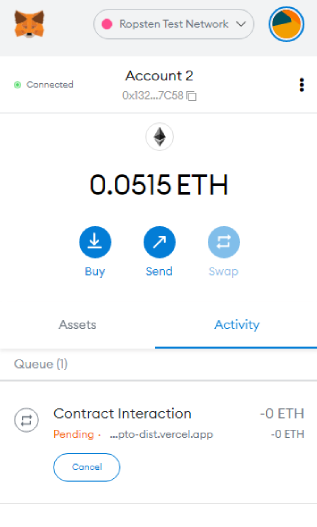 Ropsten Test Network
Connected
Account 2
0x132...7C58
0.0515 ETH
Buy
Send
Swap
Assets
Activity
Queue (1)
Contract Interaction
-0 ETH
Pending · ...pto-dist.vercel.app
-0 ETH
Cancel